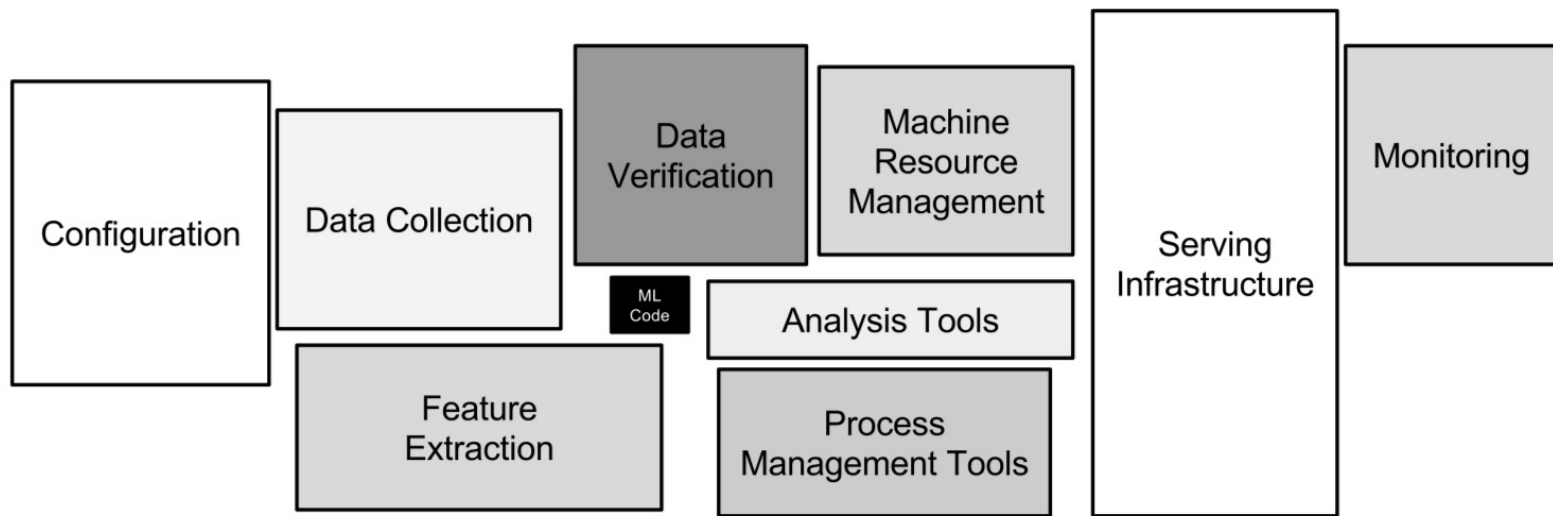 Configuration
Data Collection
Feature
Extraction
Data
Verification
ML
Code
Machine
Resource
Management
Analysis Tools
Process
Management Tools
Serving
Infrastructure
Monitoring